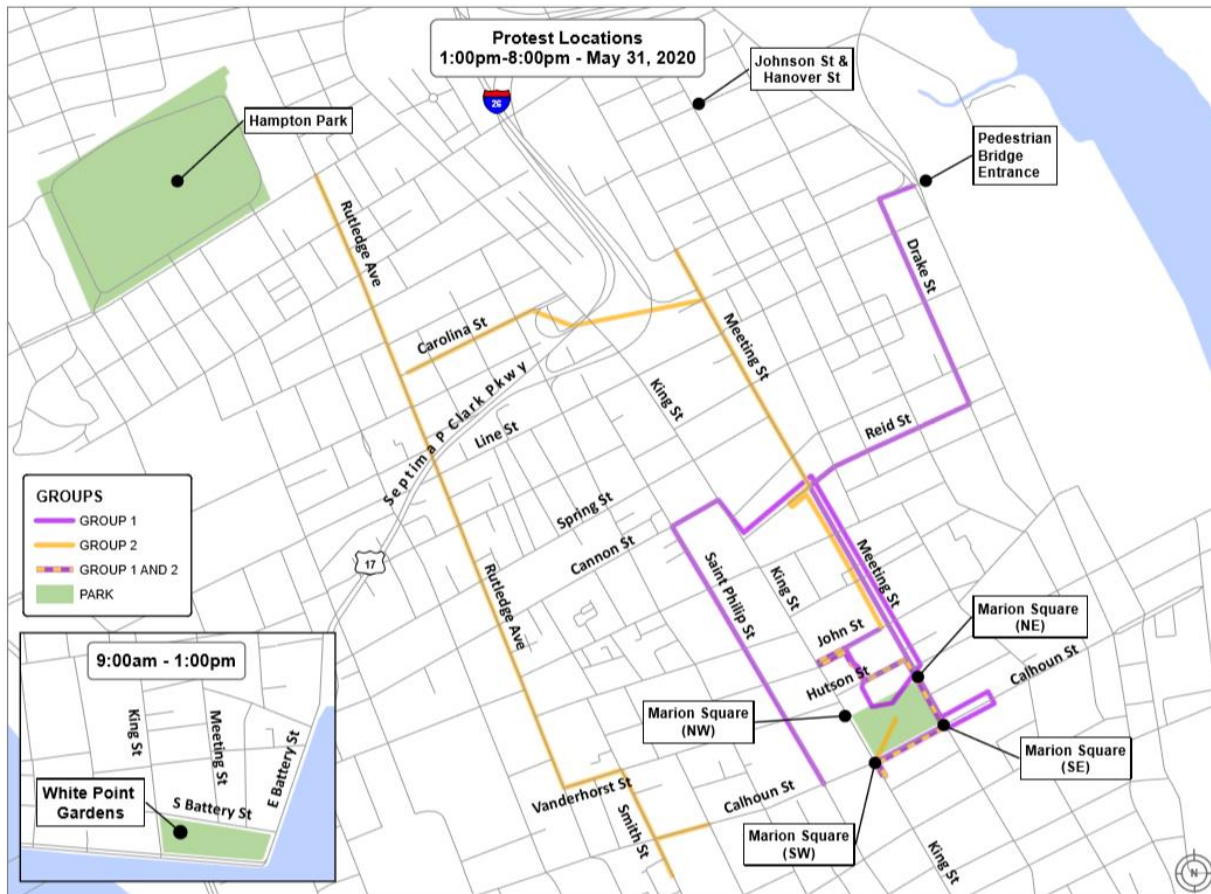 Protest Locations
1:00pm-8:00pm - May 31, 2020
26
Johnson St &
Hanover St
Hampton Park
Pedestrian
Bridge
Entrance
Rutledge Ave
Drake St
Carolina St
Meeting St
Septima P Clark Pkwy
King St
Line St
Reid St
GROUPS
GROUP 1
GROUP 2
GROUP 1 AND 2
PARK
Spring St
Cannon St
17
Rutledge Ave
Saint Philip St
King St
Meeting St
John St
Hutson St
Marion Square
(NE)
Calhoun St
Marion Square
(NW)
Marion Square
(SE)
Vanderhorst St
Calhoun St
Smith St
Marion Square
(SW)
King St
9:00am - 1:00pm
King St
Meeting St
E Battery St
S Battery St
White Point
Gardens
N